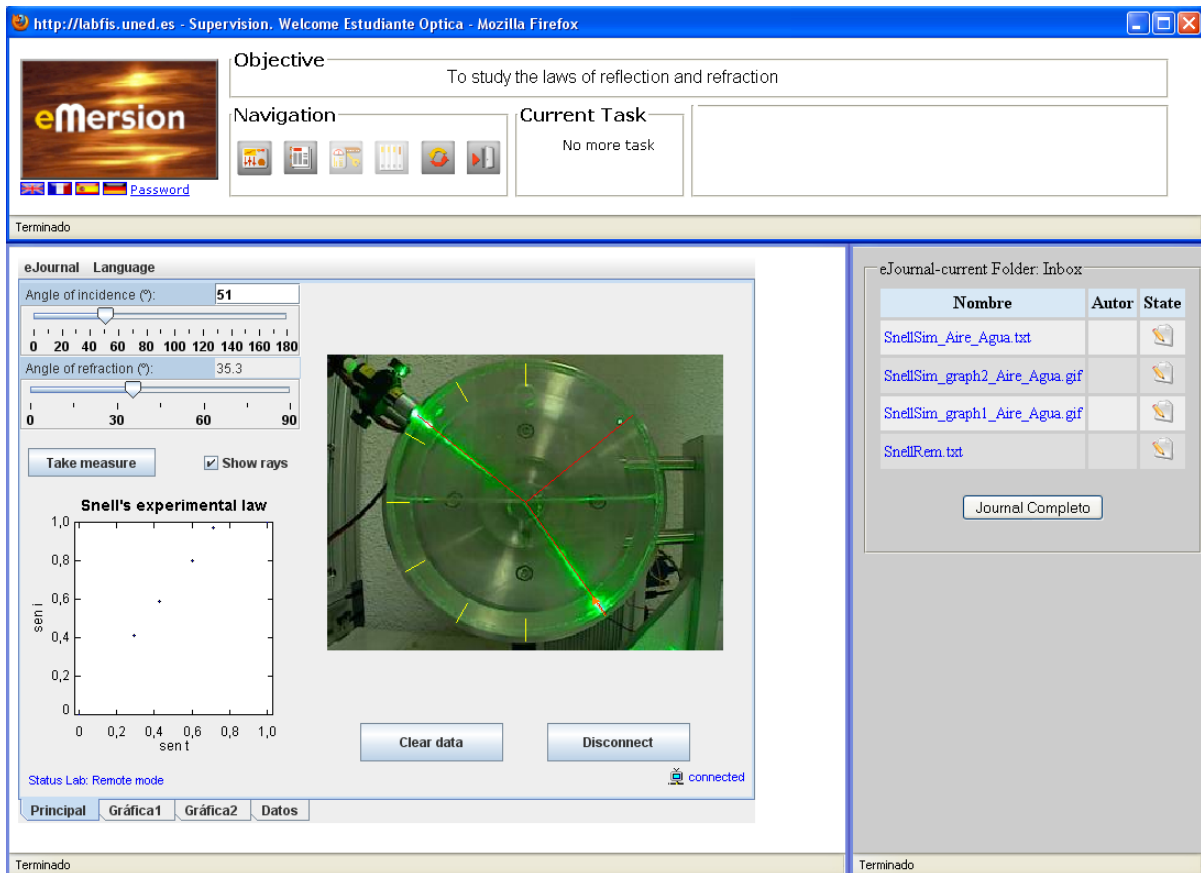 http://labfis.uned.es - Supervision. Welcome Estudiante Optica - Mozilla Firefox
eMersion
Password
Objective
To study the laws of reflection and refraction
Navigation
Current Task
No more task
Terminado
eJournal Language
Angle of incidence (º): 51
0 20 40 60 80 100 120 140 160 180
Angle of refraction (º): 35.3
0 30 60 90
Take measure
Show rays
Snell's experimental law
1,0
0,8
0,6
0,4
0,2
0
sen i
0 0,2 0,4 0,6 0,8 1,0
sen t
Clear data
Disconnect
Status Lab: Remote mode
connected
Principal Gráfica1 Gráfica2 Datos
Terminado
eJournal-current Folder: Inbox
Nombre Autor State
SnellSim_Aire_Agua.txt
SnellSim_graph2_Aire_Agua.gif
SnellSim_graph1_Aire_Agua.gif
SnellRem.txt
Journal Completo
Terminado